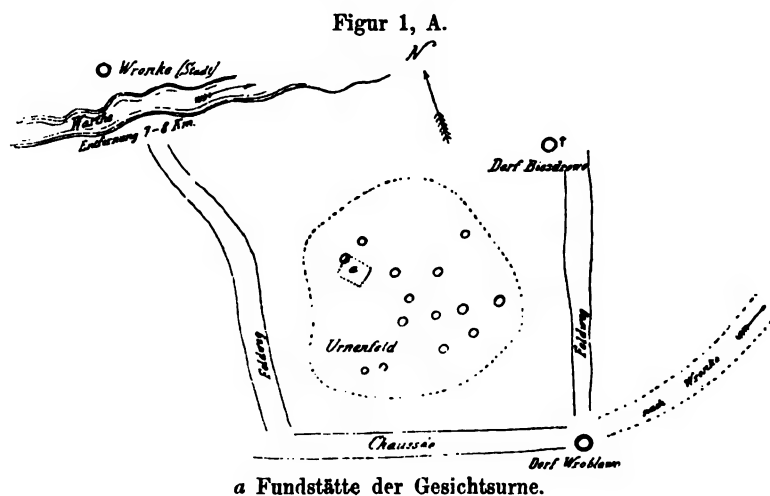 Figur 1, A.
N
Wronke (Stadt)
Warthe
Entfernung 7-8 Km.
Dorf Biezdrowo
a
Urnenfeld
Feldweg
Feldweg
nach Wronke
Chaussée
Dorf Wroblewo
a Fundstätte der Gesichtsurne.